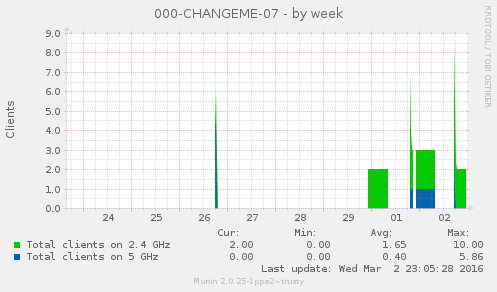 000-CHANGEME-07 - by week
RRDTOOL / TOBI OETIKER
Clients
9.0
8.0
7.0
6.0
5.0
4.0
3.0
2.0
1.0
0.0
24 25 26 27 28 29 01 02
Cur: Min: Avg: Max:
Total clients on 2.4 GHz 2.00 0.00 1.65 10.00
Total clients on 5 GHz 0.00 0.00 0.40 5.86
Last update: Wed Mar 2 23:05:28 2016
Munin 2.0.25-1ppa2~trusty